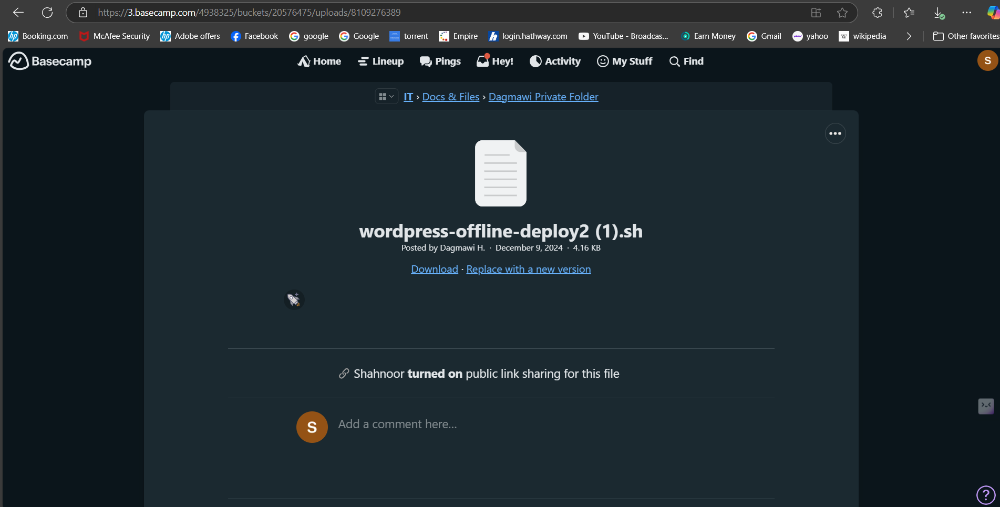 https://3.basecamp.com/4938325/buckets/20576475/uploads/8109276389
Booking.com McAfee Security Adobe offers Facebook google Google torrent Empire login.hathway.com YouTube - Broadcas... Earn Money Gmail yahoo wikipedia Other favorites
Basecamp Home Lineup Pings Hey! Activity My Stuff Find S
IT › Docs & Files › Dagmawi Private Folder
wordpress-offline-deploy2 (1).sh
Posted by Dagmawi H. · December 9, 2024 · 4.16 KB
Download · Replace with a new version
Shahnoor turned on public link sharing for this file
S Add a comment here...